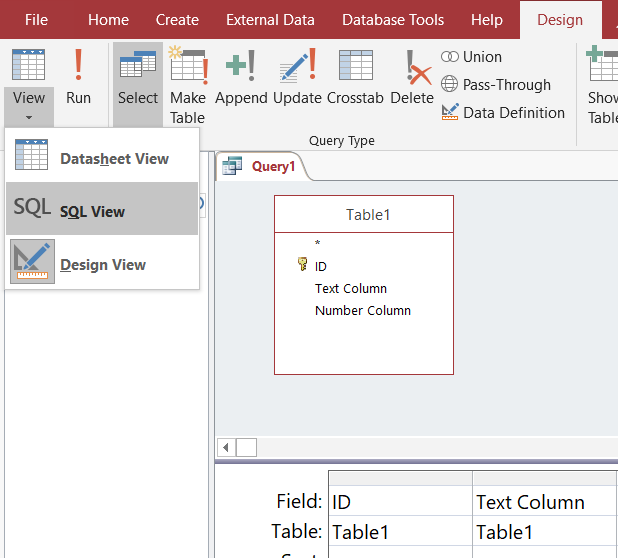 File Home Create External Data Database Tools Help Design
View Run Select Make Table Append Update Crosstab Delete
Union
Pass-Through
Data Definition
Show
Query Type
Datasheet View
SQL SQL View
Design View
Query1
Table1
*
ID
Text Column
Number Column
Field: ID Text Column
Table: Table1 Table1